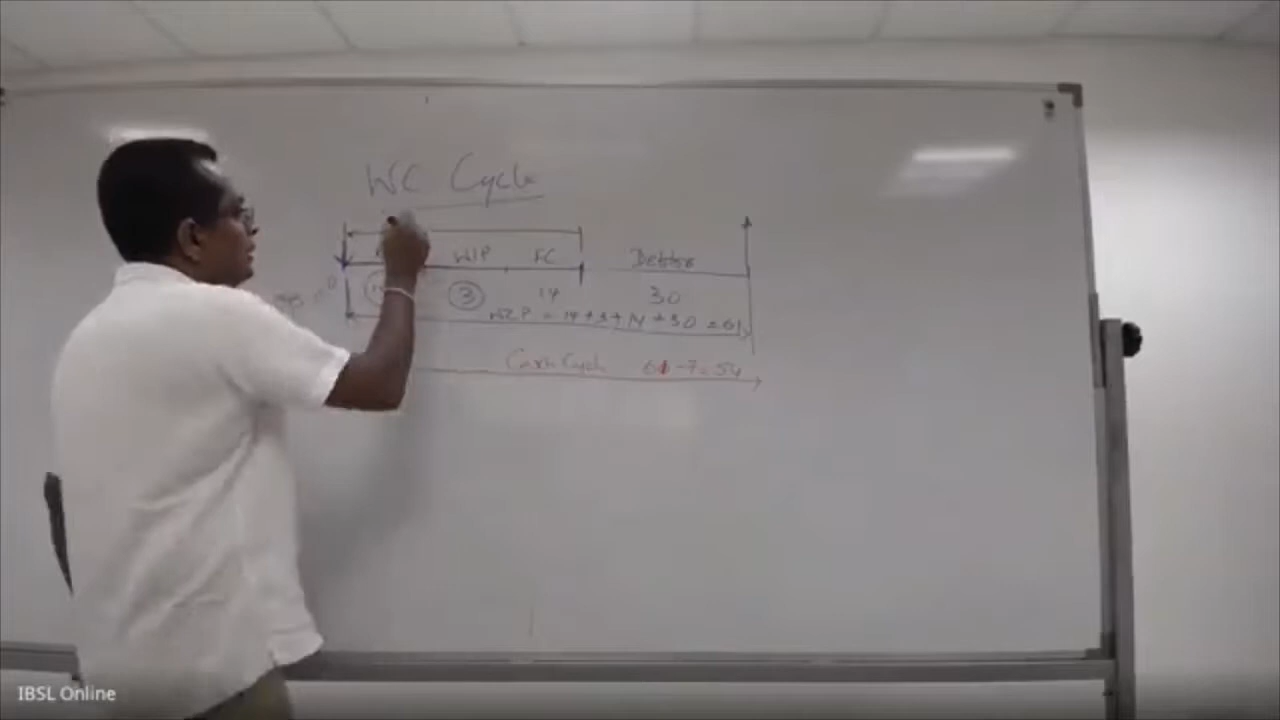 WC Cycle
WIP FC Debtor
3 14 30
= 14 + 3 + 14 + 30 = 61
Cash Cycle 61 - 7 = 54
IBSL Online